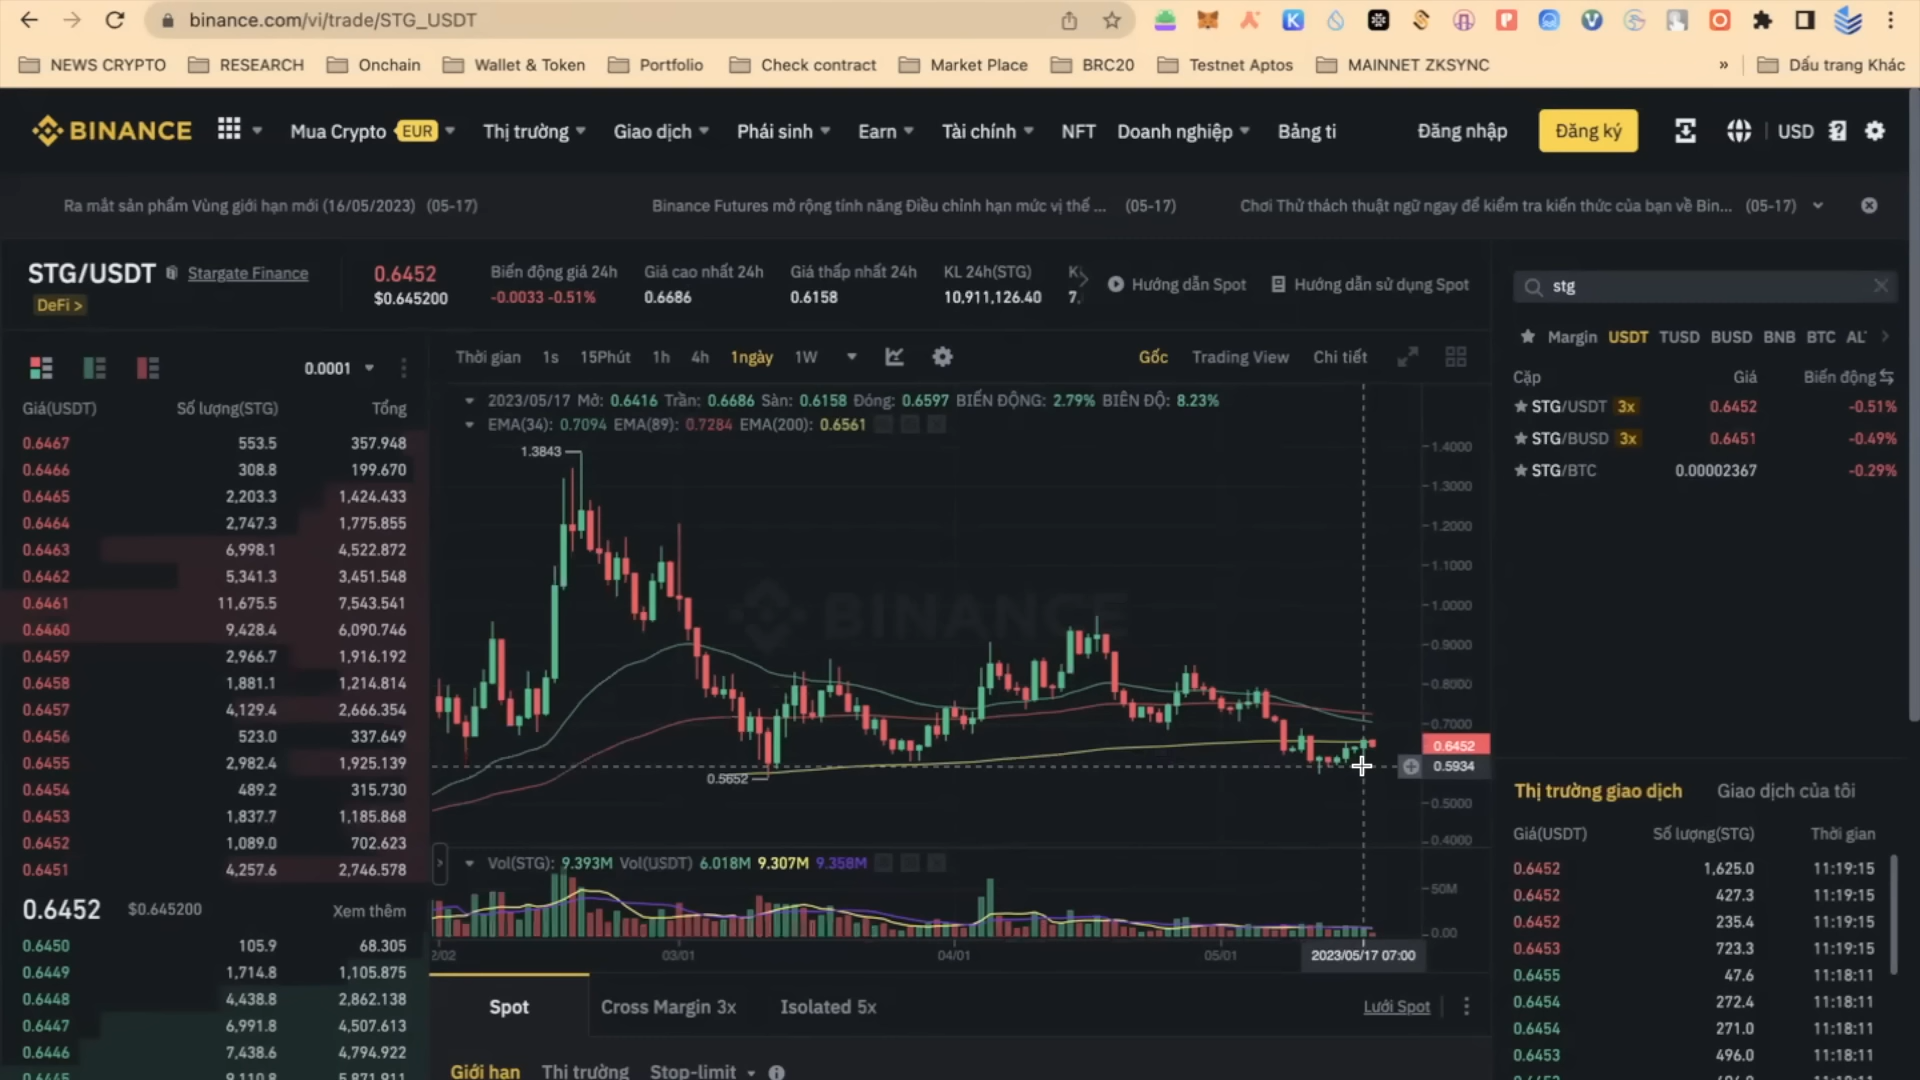 binance.com/vi/trade/STG_USDT
NEWS CRYPTO RESEARCH Onchain Wallet & Token Portfolio Check contract Market Place BRC20 Testnet Aptos MAINNET ZKSYNC » Dấu trang Khác
BINANCE Mua Crypto EUR Thị trường Giao dịch Phái sinh Earn Tài chính NFT Doanh nghiệp Bảng ti Đăng nhập Đăng ký USD
Ra mắt sản phẩm Vùng giới hạn mới (16/05/2023) (05-17) Binance Futures mở rộng tính năng Điều chỉnh hạn mức vị thế ... (05-17) Chơi Thử thách thuật ngữ ngay để kiểm tra kiến thức của bạn về Bin... (05-17)
STG/USDT Stargate Finance
DeFi >
0.6452
$0.645200
Biến động giá 24h
-0.0033 -0.51%
Giá cao nhất 24h
0.6686
Giá thấp nhất 24h
0.6158
KL 24h(STG)
10,911,126.40
7,
Hướng dẫn Spot Hướng dẫn sử dụng Spot
0.0001
Giá(USDT) Số lượng(STG) Tổng
0.6467 553.5 357.948
0.6466 308.8 199.670
0.6465 2,203.3 1,424.433
0.6464 2,747.3 1,775.855
0.6463 6,998.1 4,522.872
0.6462 5,341.3 3,451.548
0.6461 11,675.5 7,543.541
0.6460 9,428.4 6,090.746
0.6459 2,966.7 1,916.192
0.6458 1,881.1 1,214.814
0.6457 4,129.4 2,666.354
0.6456 523.0 337.649
0.6455 2,982.4 1,925.139
0.6454 489.2 315.730
0.6453 1,837.7 1,185.868
0.6452 1,089.0 702.623
0.6451 4,257.6 2,746.578
0.6452 $0.645200 Xem thêm
0.6450 105.9 68.305
0.6449 1,714.8 1,105.875
0.6448 4,438.8 2,862.138
0.6447 6,991.8 4,507.613
0.6446 7,438.6 4,794.922
Thời gian 1s 15Phút 1h 4h 1ngày 1W Gốc Trading View Chi tiết
2023/05/17 Mở: 0.6416 Trần: 0.6686 Sàn: 0.6158 Đóng: 0.6597 BIẾN ĐỘNG: 2.79% BIÊN ĐỘ: 8.23%
EMA(34): 0.7094 EMA(89): 0.7284 EMA(200): 0.6561
1.3843
BINANCE
0.5652
1.4000
1.3000
1.2000
1.1000
1.0000
0.9000
0.8000
0.7000
0.6452
0.5934
0.5000
0.4000
Vol(STG): 9.393M Vol(USDT) 6.018M 9.307M 9.358M
50M
0.00
2/02 03/01 04/01 05/01 2023/05/17 07:00
Spot Cross Margin 3x Isolated 5x Lưới Spot
Giới hạn Thị trường Stop-limit
stg
Margin USDT TUSD BUSD BNB BTC AL
Cặp Giá Biến động
STG/USDT 3x 0.6452 -0.51%
STG/BUSD 3x 0.6451 -0.49%
STG/BTC 0.00002367 -0.29%
Thị trường giao dịch Giao dịch của tôi
Giá(USDT) Số lượng(STG) Thời gian
0.6452 1,625.0 11:19:15
0.6452 427.3 11:19:15
0.6452 235.4 11:19:15
0.6453 723.3 11:19:15
0.6455 47.6 11:18:11
0.6454 272.4 11:18:11
0.6454 271.0 11:18:11
0.6453 496.0 11:18:11